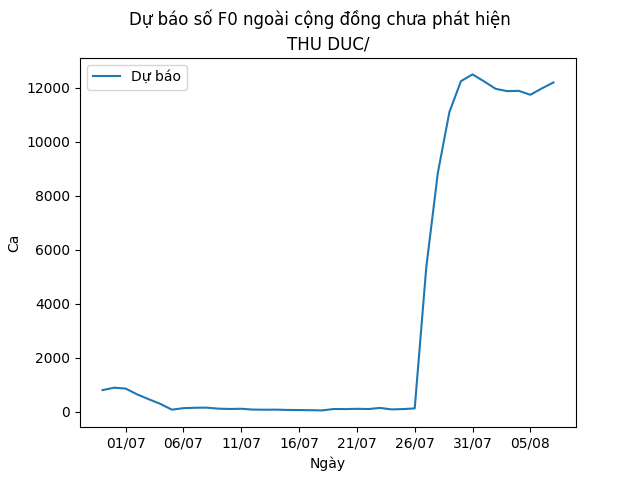 Dự báo số F0 ngoài cộng đồng chưa phát hiện
THU DUC/
Dự báo
12000
10000
8000
6000
4000
2000
0
Ca
01/07 06/07 11/07 16/07 21/07 26/07 31/07 05/08
Ngày